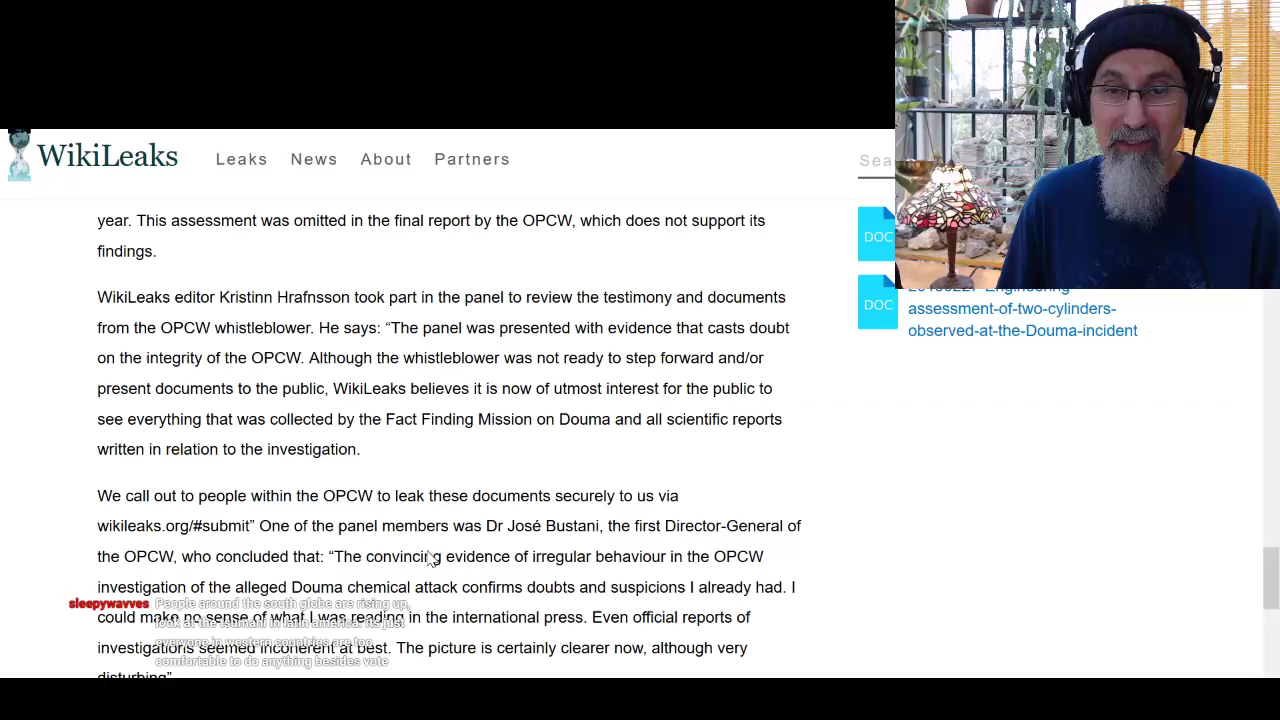 WikiLeaks
Leaks News About Partners
Sea
year. This assessment was omitted in the final report by the OPCW, which does not support its
findings.
WikiLeaks editor Kristinn Hrafnsson took part in the panel to review the testimony and documents
from the OPCW whistleblower. He says: “The panel was presented with evidence that casts doubt
on the integrity of the OPCW. Although the whistleblower was not ready to step forward and/or
present documents to the public, WikiLeaks believes it is now of utmost interest for the public to
see everything that was collected by the Fact Finding Mission on Douma and all scientific reports
written in relation to the investigation.
We call out to people within the OPCW to leak these documents securely to us via
wikileaks.org/#submit” One of the panel members was Dr José Bustani, the first Director-General of
the OPCW, who concluded that: “The convincing evidence of irregular behaviour in the OPCW
investigation of the alleged Douma chemical attack confirms doubts and suspicions I already had. I
could make no sense of what I was reading in the international press. Even official reports of
investigations seemed incoherent at best. The picture is certainly clearer now, although very
disturbing”
DOC
DOC
assessment-of-two-cylinders-
observed-at-the-Douma-incident
sleepywavves People around the south globe are rising up,
look at the tsunami in latin america. Its just
everyone in western countries are too
comfortable to do anything besides vote